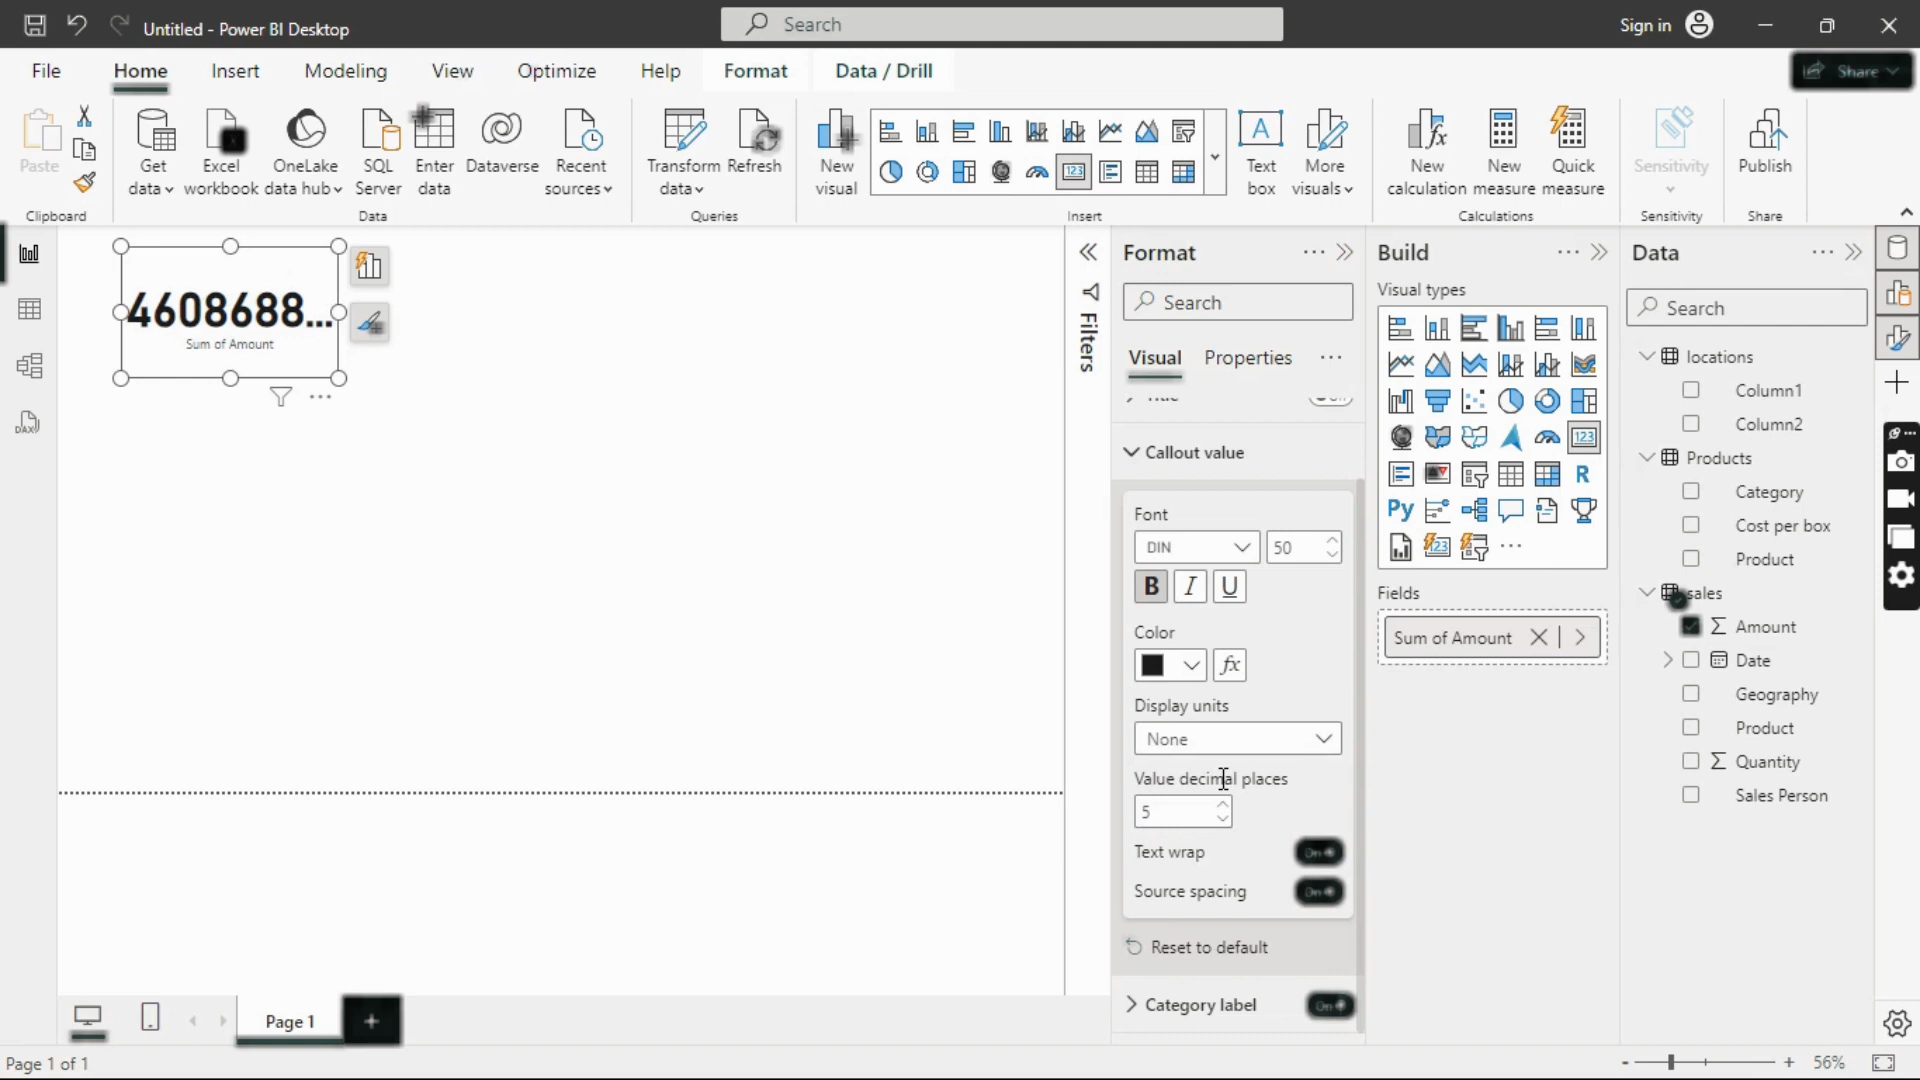 Untitled - Power BI Desktop
Search
Sign in
File
Home
Insert
Modeling
View
Optimize
Help
Format
Data / Drill
Share
Paste
Get data
Excel workbook
OneLake data hub
SQL Server
Enter data
Dataverse
Recent sources
Transform data
Refresh
New visual
Text box
More visuals
New calculation
New measure
Quick measure
Sensitivity
Publish
Clipboard
Data
Queries
Insert
Calculations
Sensitivity
Share
4608688...
Sum of Amount
Filters
Format
Search
Visual
Properties
Callout value
Font
DIN
50
B
I
U
Color
fx
Display units
None
Value decimal places
5
Text wrap
On
Source spacing
On
Reset to default
Category label
On
Build
Visual types
123
R
Py
123
Fields
Sum of Amount
Data
Search
locations
Column1
Column2
Products
Category
Cost per box
Product
sales
Amount
Date
Geography
Product
Quantity
Sales Person
DAX
Page 1
Page 1 of 1
56%